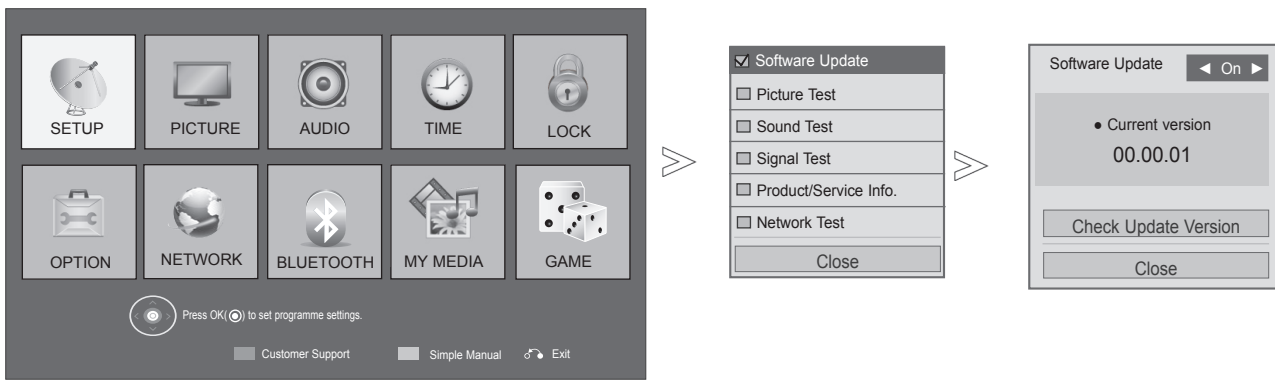 SETUP
PICTURE
AUDIO
TIME
LOCK
OPTION
NETWORK
BLUETOOTH
MY MEDIA
GAME
Press OK( ) to set programme settings.
Customer Support
Simple Manual
Exit
Software Update
Picture Test
Sound Test
Signal Test
Product/Service Info.
Network Test
Close
Software Update
◄ On ►
• Current version
00.00.01
Check Update Version
Close